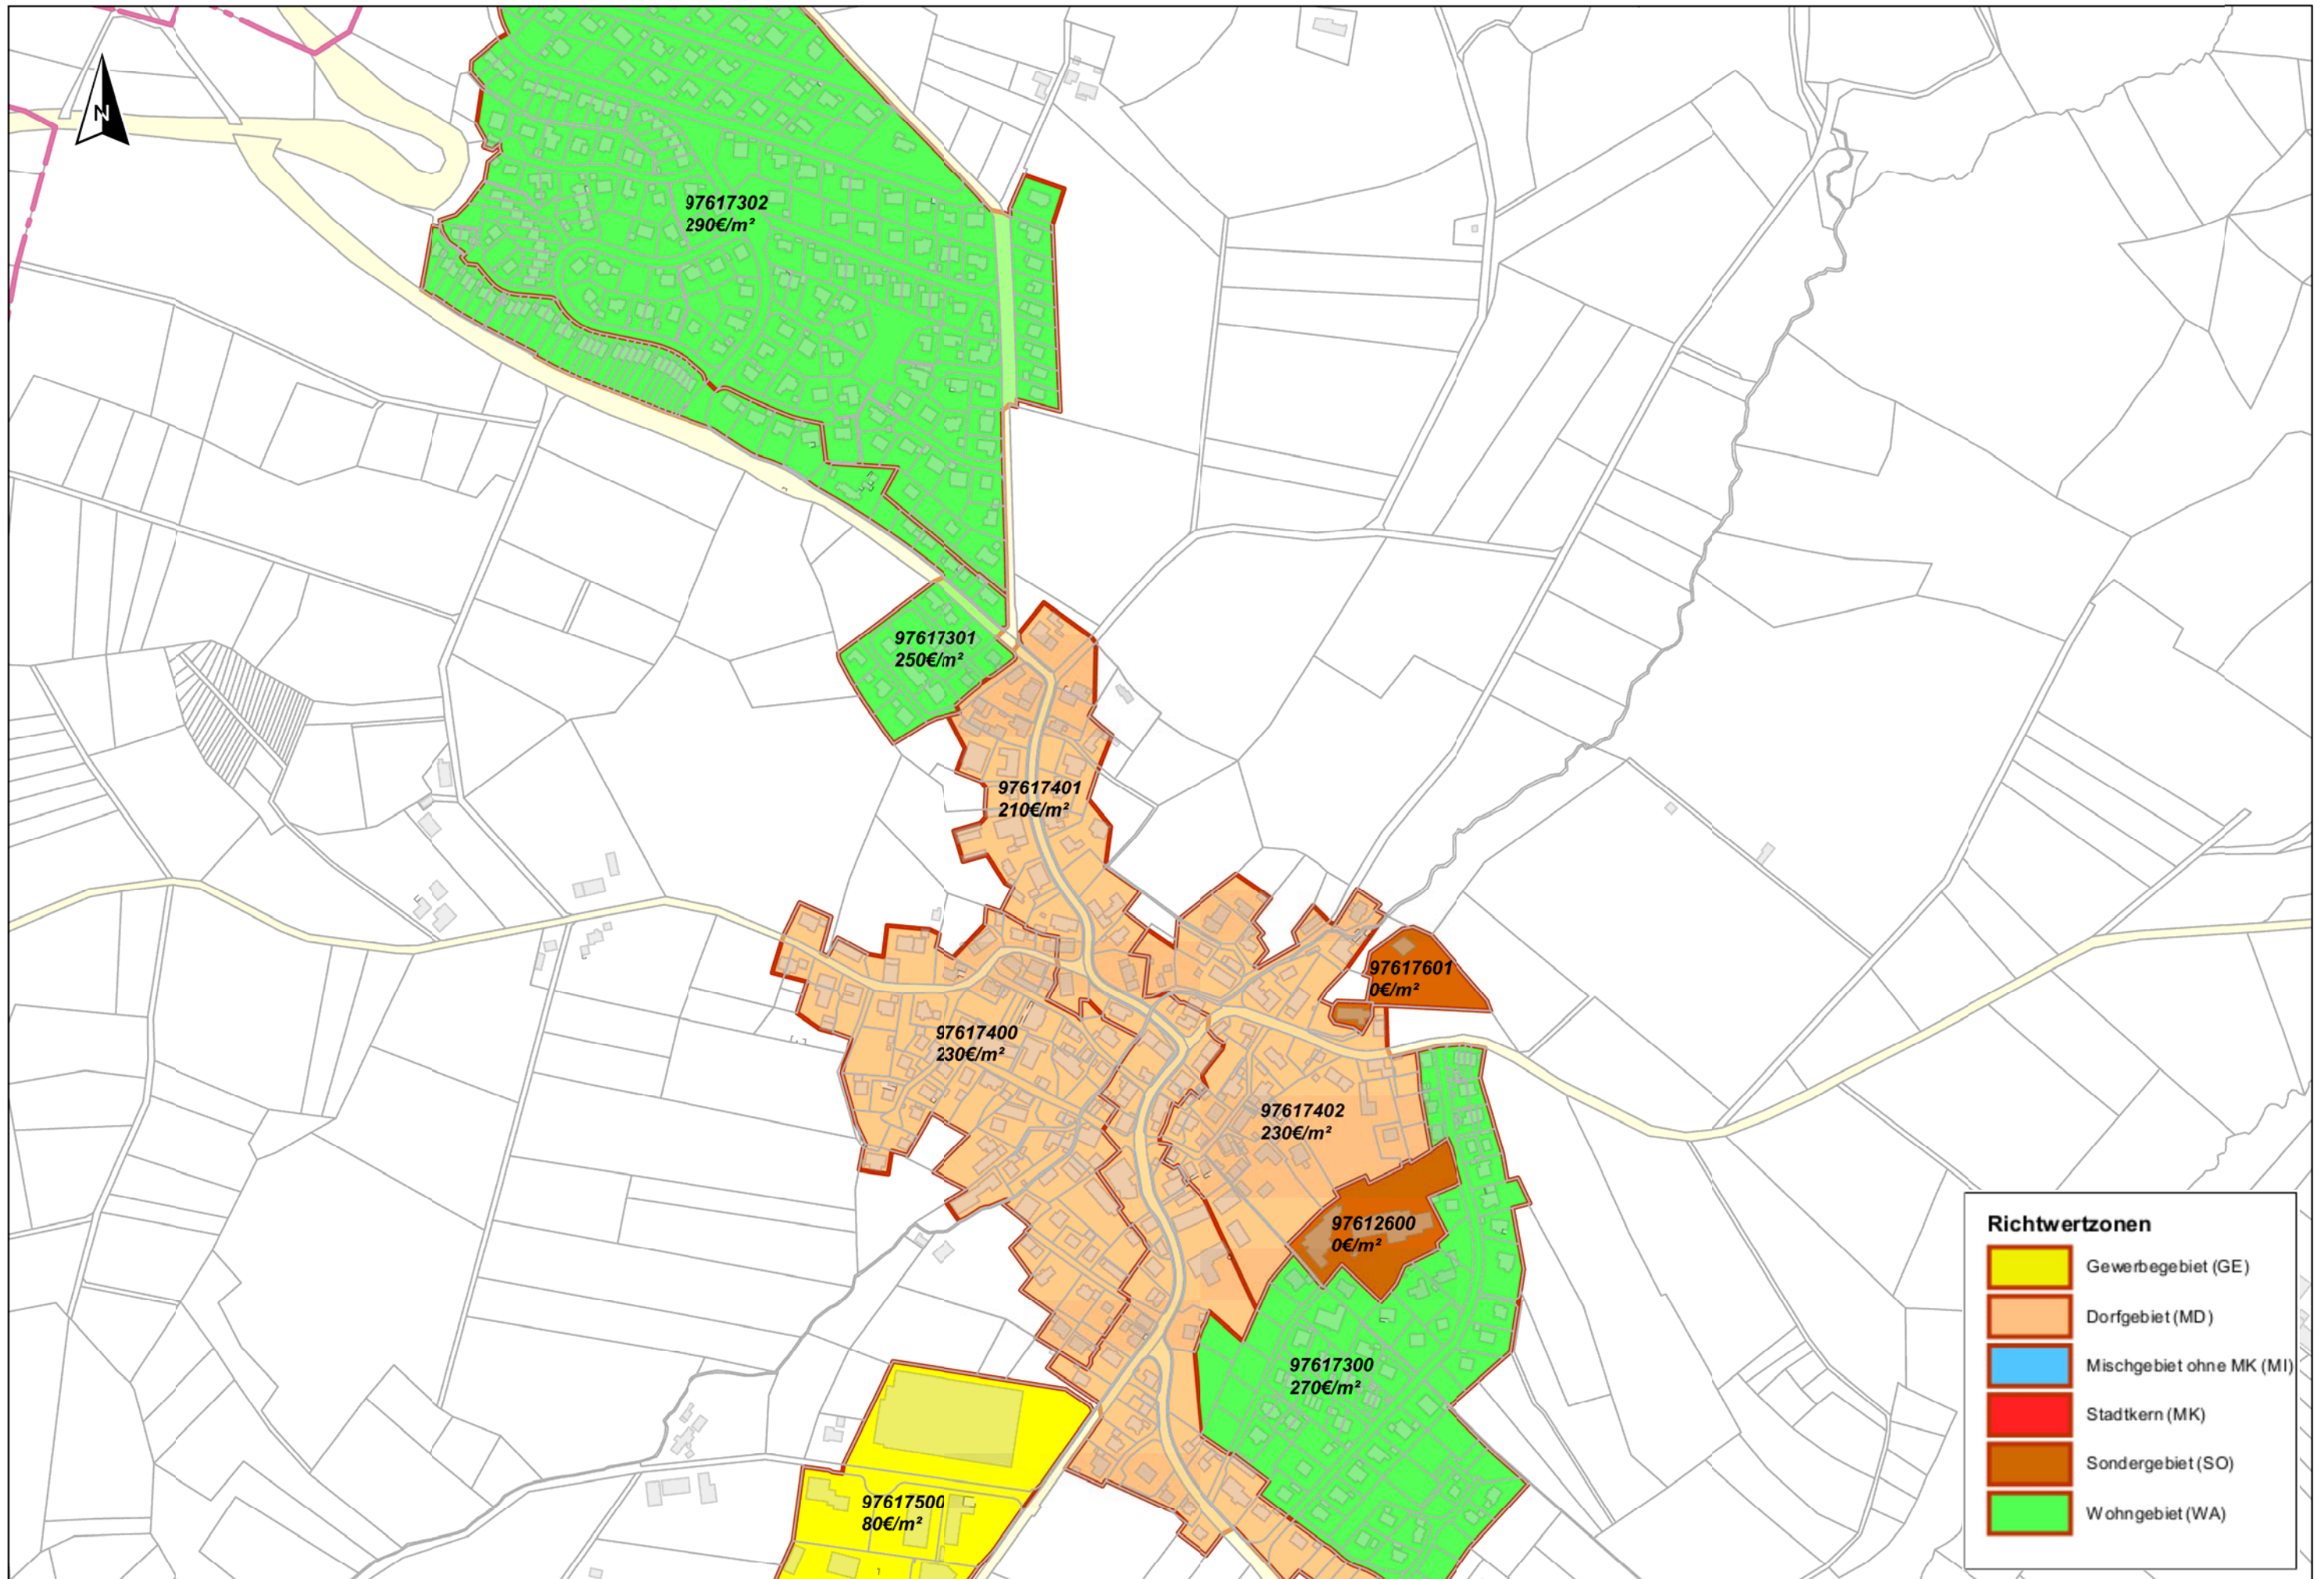 N
97617302
290€/m²
97617301
250€/m²
97617401
210€/m²
97617601
0€/m²
97617400
230€/m²
97617402
230€/m²
97612600
0€/m²
97617300
270€/m²
97617500
80€/m²
Richtwertzonen
Gewerbegebiet (GE)
Dorfgebiet (MD)
Mischgebiet ohne MK (MI)
Stadtkern (MK)
Sondergebiet (SO)
Wohngebiet (WA)